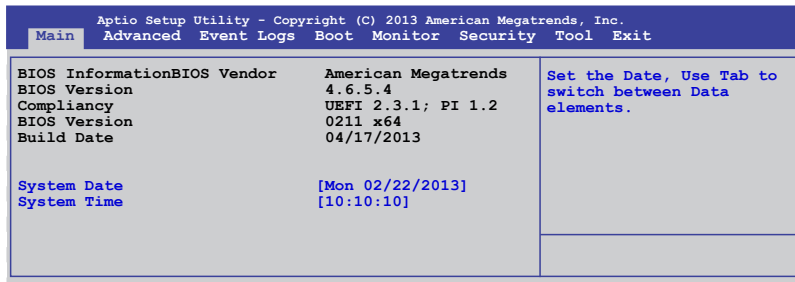 Aptio Setup Utility - Copyright (C) 2013 American Megatrends, Inc.
Main Advanced Event Logs Boot Monitor Security Tool Exit
BIOS InformationBIOS Vendor American Megatrends
BIOS Version 4.6.5.4
Compliancy UEFI 2.3.1; PI 1.2
BIOS Version 0211 x64
Build Date 04/17/2013
System Date [Mon 02/22/2013]
System Time [10:10:10]
Set the Date, Use Tab to
switch between Data
elements.